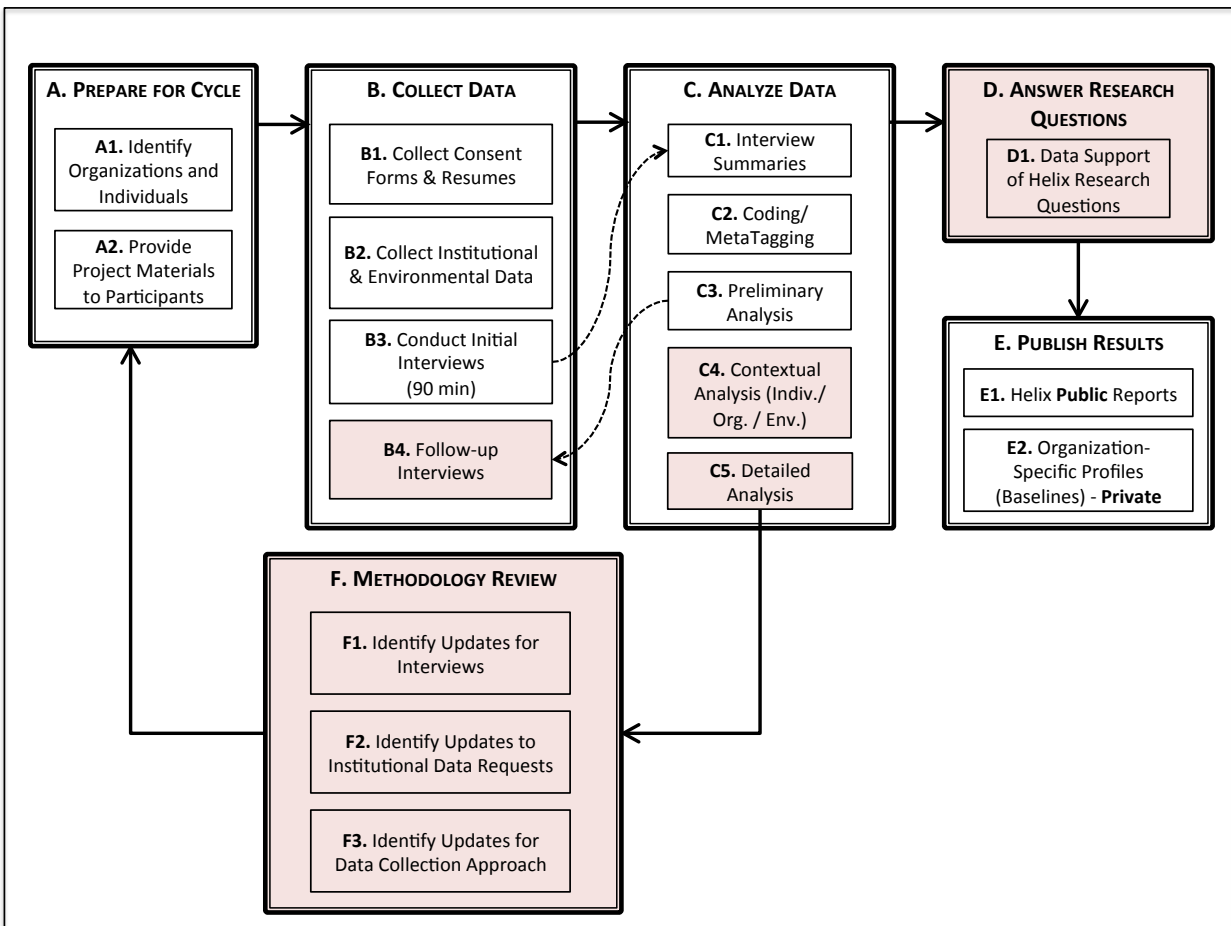 A. PREPARE FOR CYCLE
A1. Identify
Organizations and
Individuals
A2. Provide
Project Materials
to Participants
B. COLLECT DATA
B1. Collect Consent
Forms & Resumes
B2. Collect Institutional
& Environmental Data
B3. Conduct Initial
Interviews
(90 min)
B4. Follow-up
Interviews
C. ANALYZE DATA
C1. Interview
Summaries
C2. Coding/
MetaTagging
C3. Preliminary
Analysis
C4. Contextual
Analysis (Indiv./
Org. / Env.)
C5. Detailed
Analysis
D. ANSWER RESEARCH
QUESTIONS
D1. Data Support
of Helix Research
Questions
E. PUBLISH RESULTS
E1. Helix Public Reports
E2. Organization-
Specific Profiles
(Baselines) - Private
F. METHODOLOGY REVIEW
F1. Identify Updates for
Interviews
F2. Identify Updates to
Institutional Data Requests
F3. Identify Updates for
Data Collection Approach